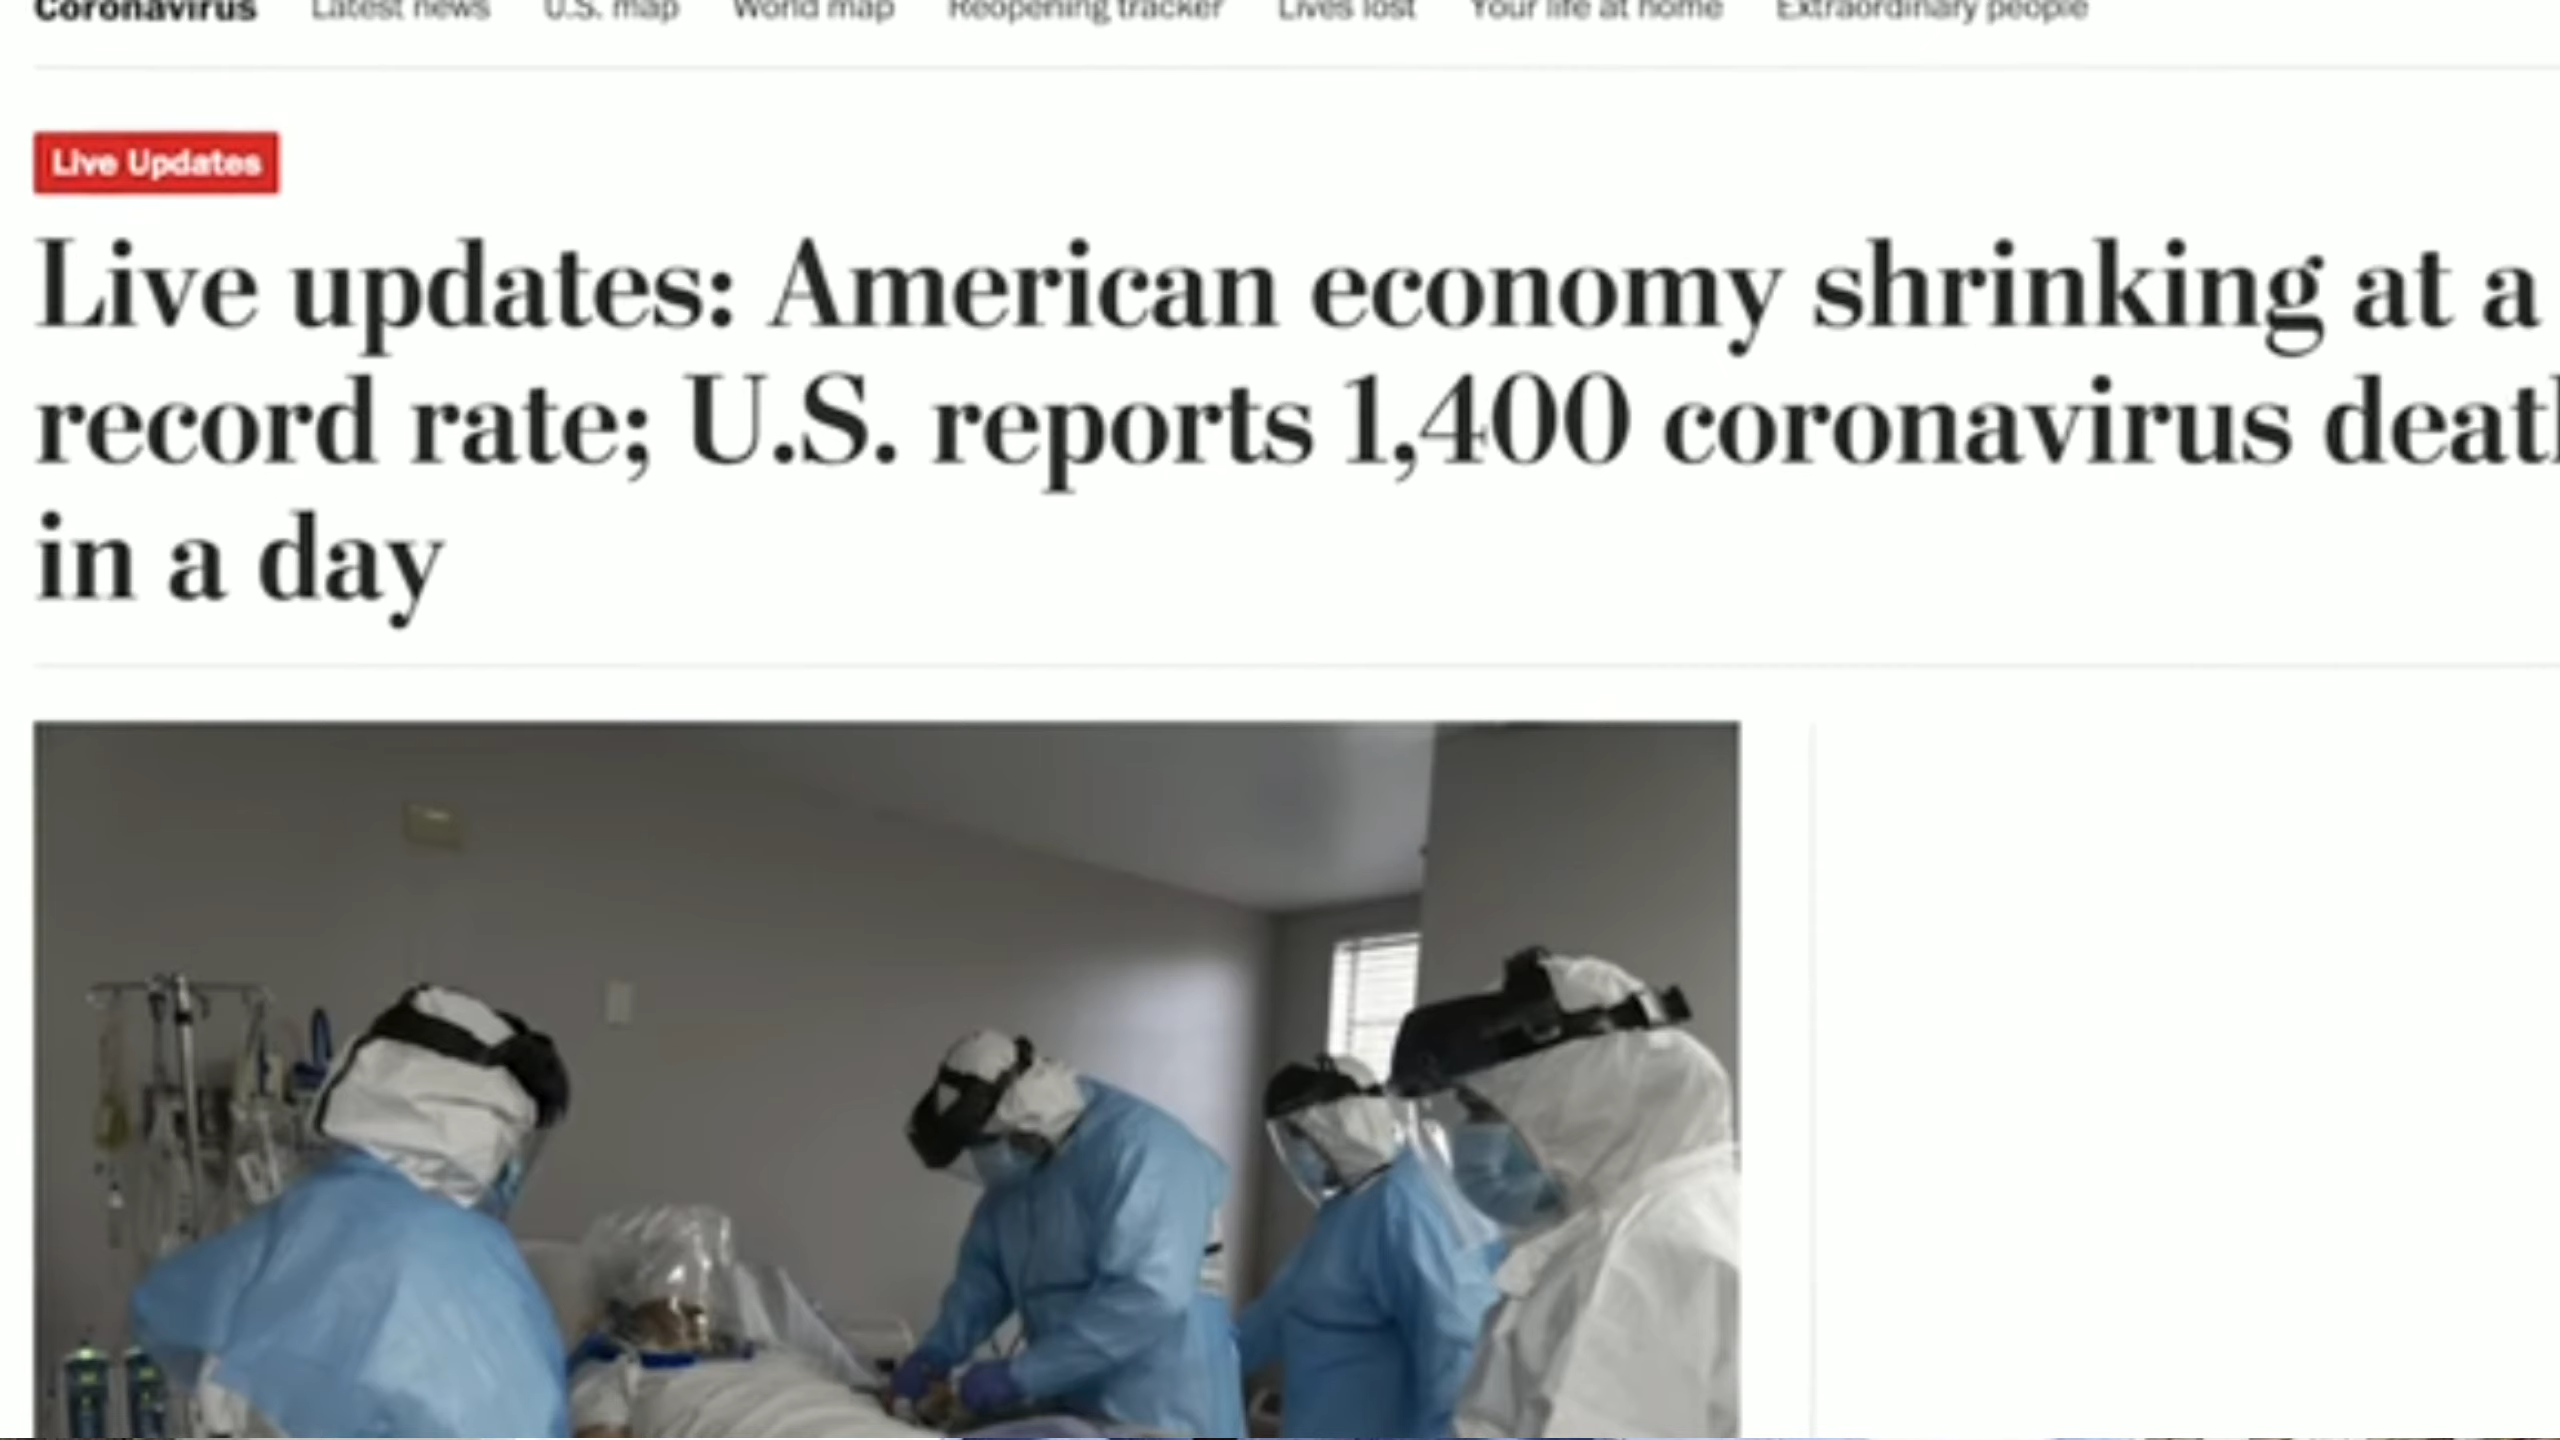 Coronavirus Latest news U.S. map World map Reopening tracker Lives lost Your life at home Extraordinary people
Live Updates
Live updates: American economy shrinking at a
record rate; U.S. reports 1,400 coronavirus
in a day